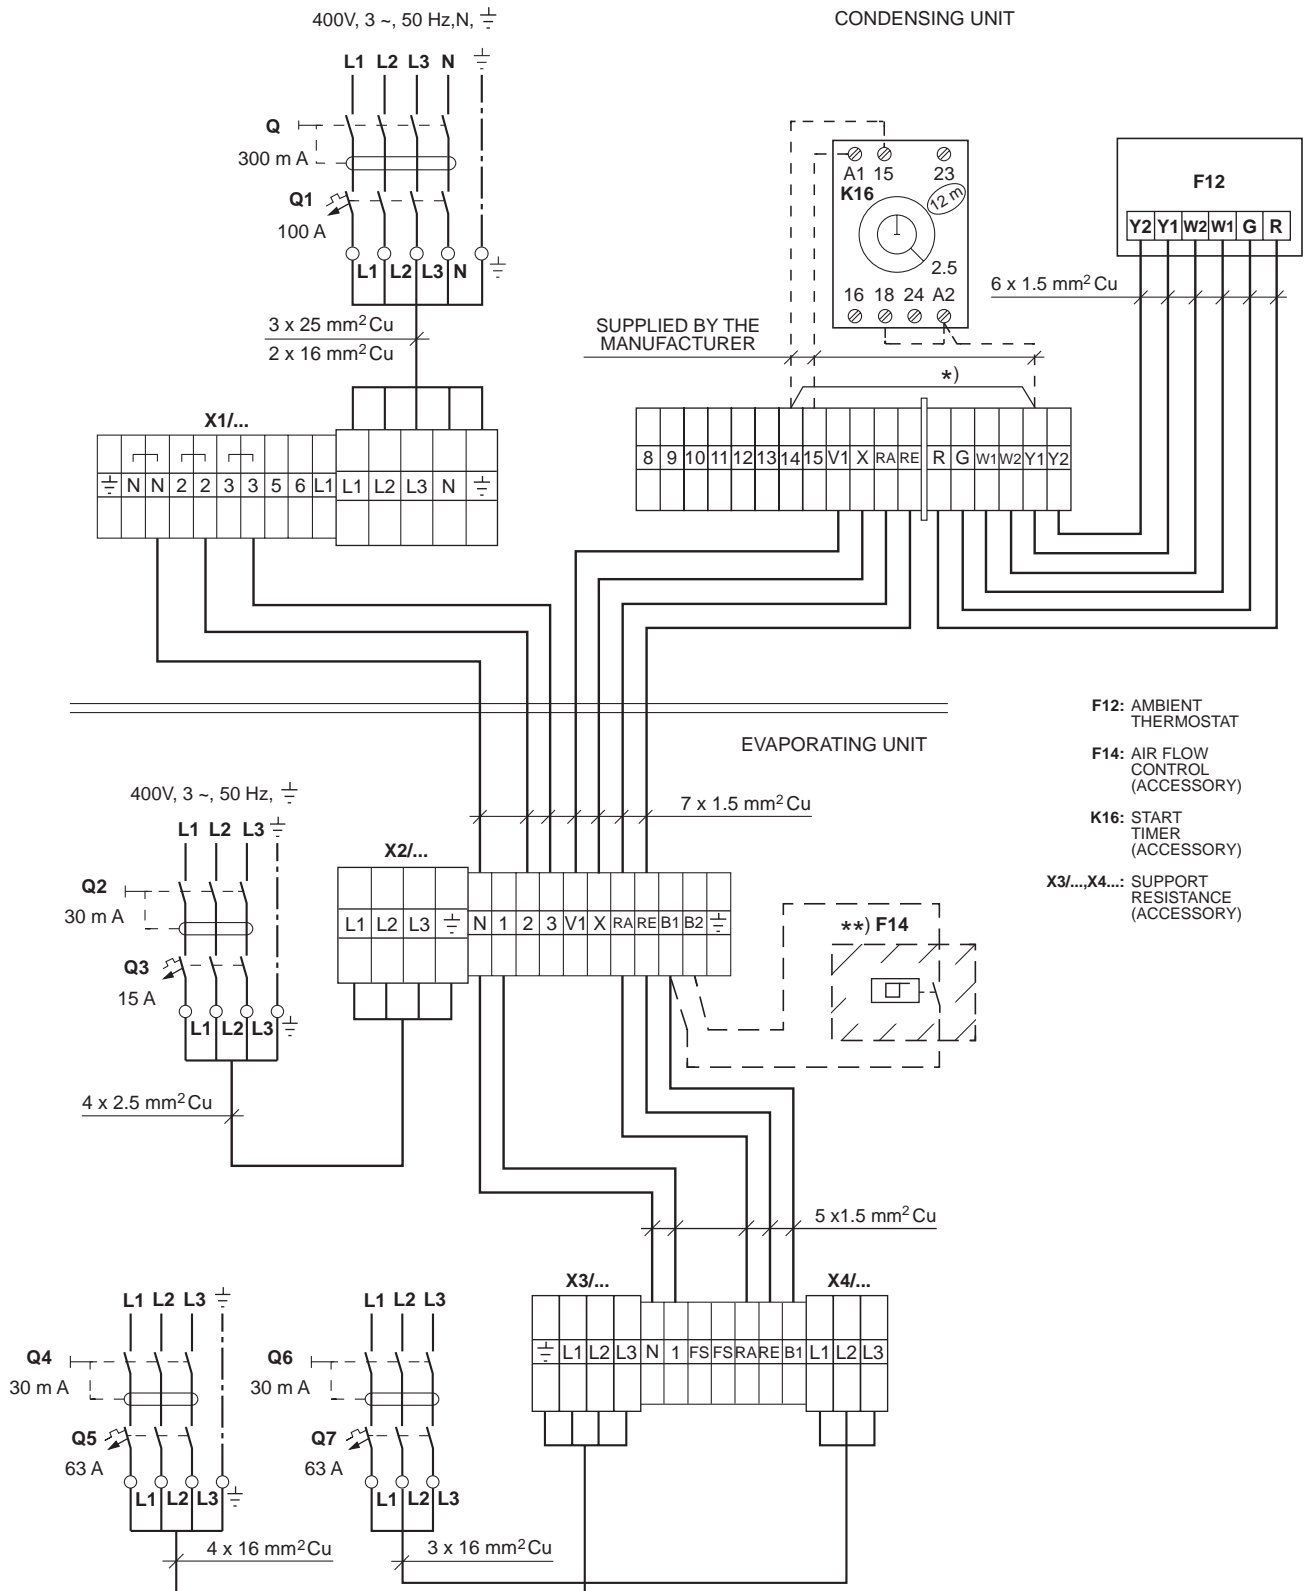 400V, 3 ~, 50 Hz,N,
CONDENSING UNIT
L1 L2 L3 N
Q
300 m A
Q1
100 A
L1 L2 L3 N
3 x 25 mm² Cu
2 x 16 mm² Cu
A1 15 23
K16
12 m
2.5
16 18 24 A2
F12
Y2 Y1 W2 W1 G R
6 x 1.5 mm² Cu
SUPPLIED BY THE
MANUFACTURER
*)
X1/...
N N 2 2 3 3 5 6 L1 L1 L2 L3 N
8 9 10 11 12 13 14 15 V1 X RA RE R G W1 W2 Y1 Y2
EVAPORATING UNIT
F12: AMBIENT
THERMOSTAT
F14: AIR FLOW
CONTROL
(ACCESSORY)
K16: START
TIMER
(ACCESSORY)
X3/...,X4...: SUPPORT
RESISTANCE
(ACCESSORY)
400V, 3 ~, 50 Hz,
7 x 1.5 mm² Cu
L1 L2 L3
Q2
30 m A
Q3
15 A
L1 L2 L3
4 x 2.5 mm² Cu
X2/...
L1 L2 L3 N 1 2 3 V1 X RA RE B1 B2
**) F14
5 x1.5 mm² Cu
X3/... X4/...
L1 L2 L3 N 1 FS FS RA RE B1 L1 L2 L3
L1 L2 L3
Q4
30 m A
Q5
63 A
L1 L2 L3
4 x 16 mm² Cu
L1 L2 L3
Q6
30 m A
Q7
63 A
L1 L2 L3
3 x 16 mm² Cu